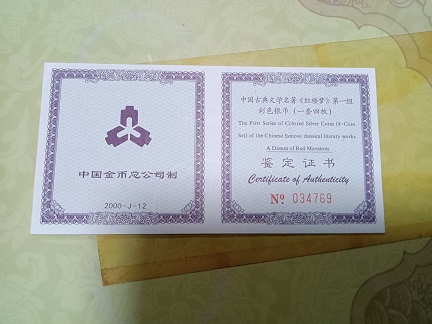 中国金币总公司制
2000-J-12
中国古典文学名著《红楼梦》第一组
彩色银币（一套四枚）
The First Series of Colored Silver Coins (4-Coin
Set) of the Chinese famous classical literary works
A Dream of Red Mansions
鉴定证书
Certificate of Authenticity
No 034769